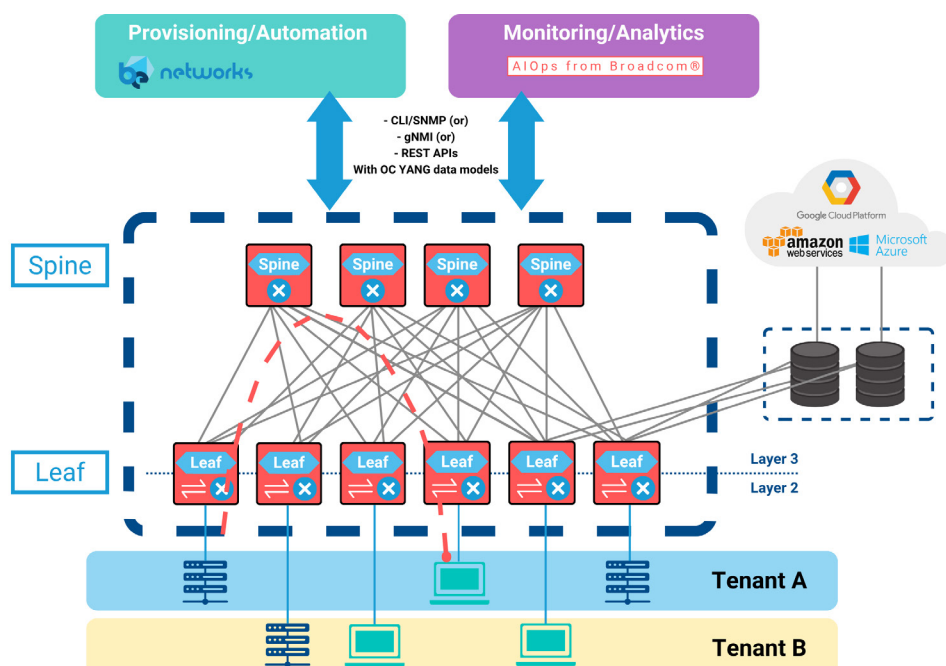 Provisioning/Automation
be networks
Monitoring/Analytics
AIOps from Broadcom®
- CLI/SNMP (or)
- gNMI (or)
- REST APIs
With OC YANG data models
Google Cloud Platform
amazon
webservices
Microsoft
Azure
Spine
Spine
Spine
Spine
Spine
Leaf
Leaf
Leaf
Leaf
Leaf
Leaf
Leaf
Layer 3
Layer 2
Tenant A
Tenant B